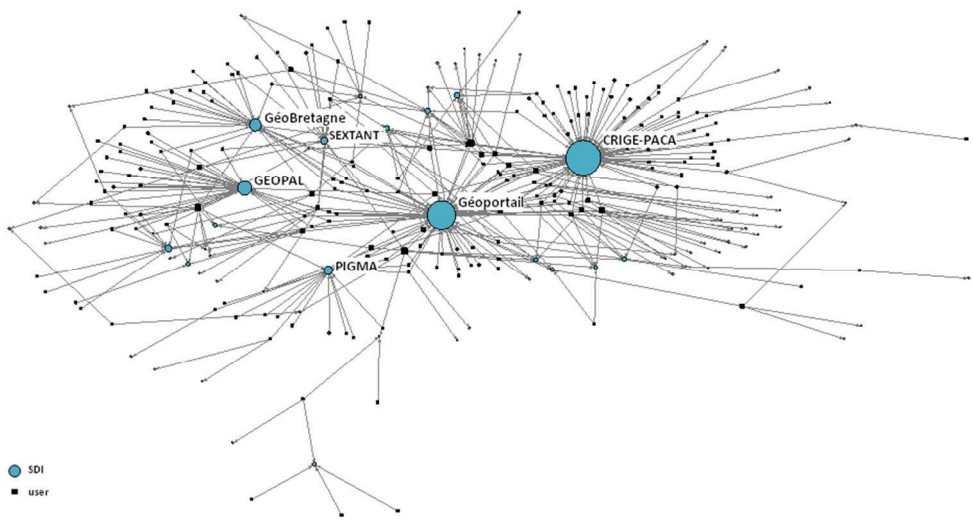 GéoBretagne
SEXTANT
CRIGE-PACA
GEOPAL
Géoportail
PIGMA
SDI
user